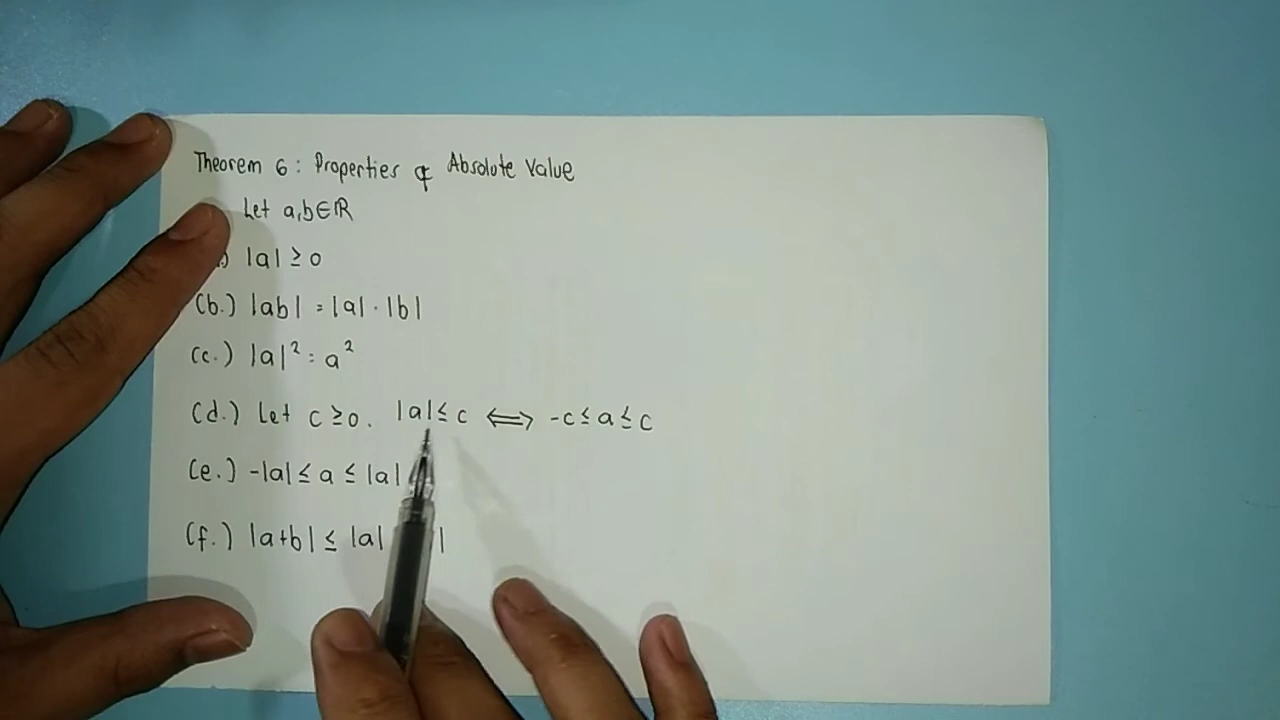 Theorem 6: Properties of Absolute Value
Let a,b∈ℝ
) |a| ≥ 0
(b.) |ab| = |a| · |b|
(c.) |a|² = a²
(d.) Let c ≥ 0. |a| ≤ c ⟺ -c ≤ a ≤ c
(e.) -|a| ≤ a ≤ |a|
(f.) |a+b| ≤ |a| |